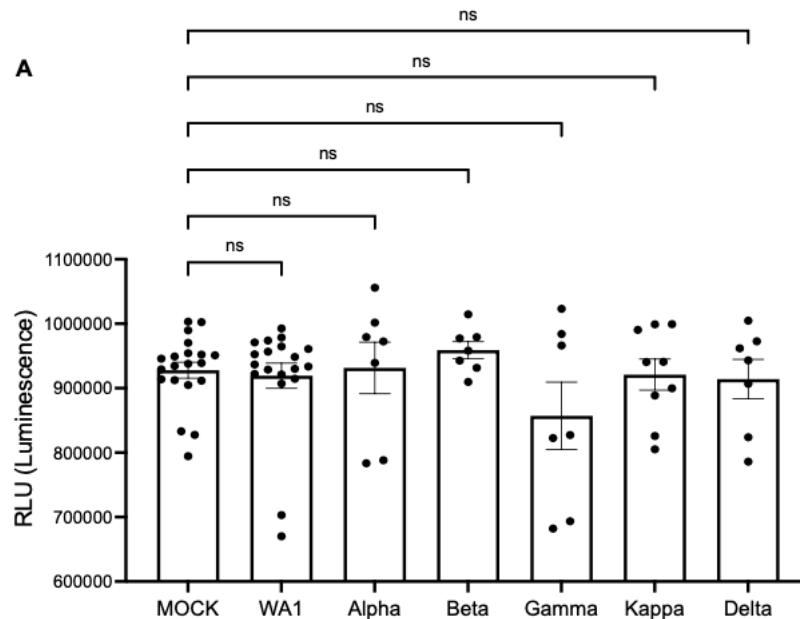 ns
A
ns
ns
ns
ns
ns
1100000
1000000
900000
800000
700000
600000
RLU (Luminescence)
MOCK WA1 Alpha Beta Gamma Kappa Delta